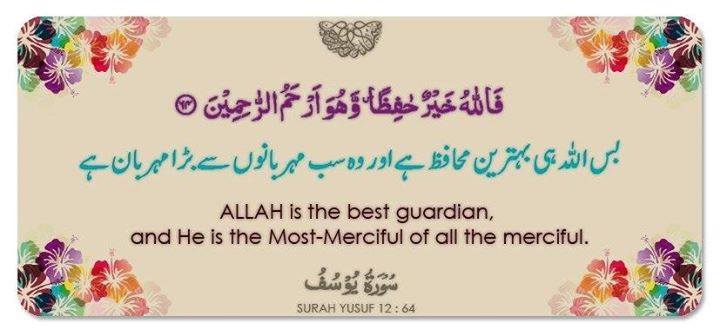 فَاللّٰهُ خَيْرٌ حٰفِظًا ۪ وَّهُوَ اَرْحَمُ الرّٰحِمِيْنَ ﴿۶۴﴾
بس اللہ ہی بہترین محافظ ہے اور وہ سب مہربانوں سے بڑا مہربان ہے
ALLAH is the best guardian,
and He is the Most-Merciful of all the merciful.
سُوْرَةُ يُوْسُفُ
SURAH YUSUF 12 : 64